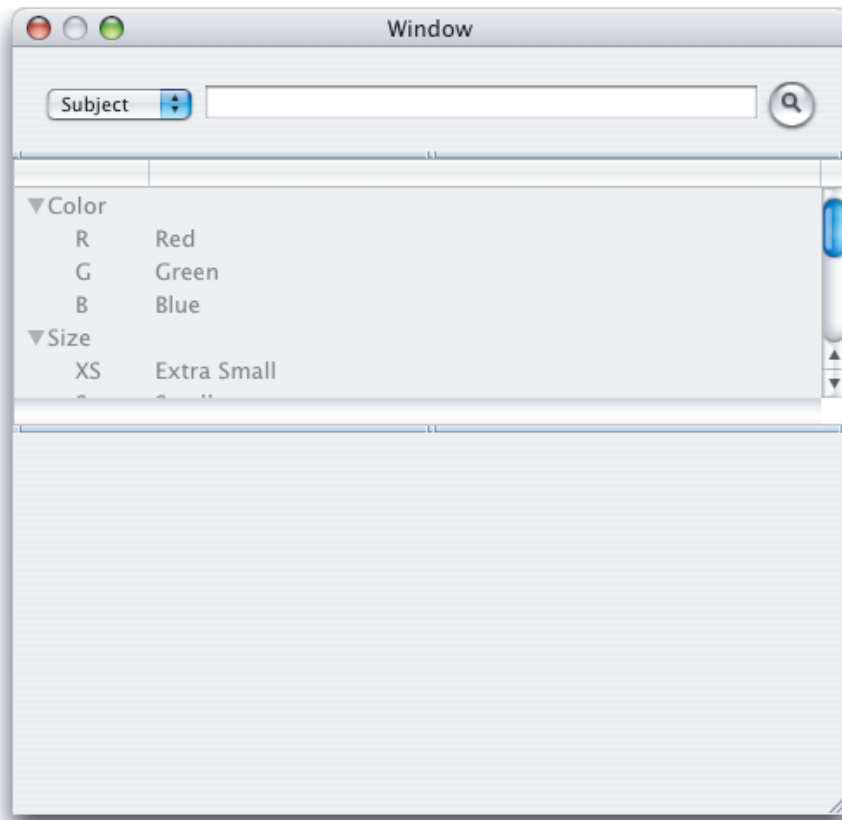 Window
Subject
Color
R Red
G Green
B Blue
Size
XS Extra Small